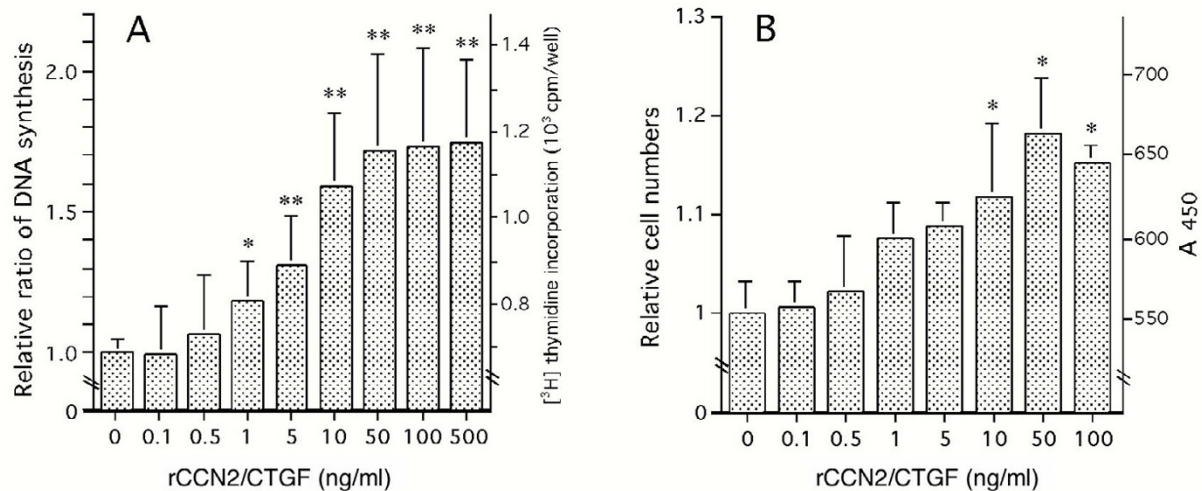 A
B
Relative ratio of DNA synthesis
2.0
1.5
1.0
0
** ** **
**
**
*
1.4
1.2
1.0
0.8
[³H] thymidine incorporation (10³ cpm/well)
0 0.1 0.5 1 5 10 50 100 500
rCCN2/CTGF (ng/ml)
Relative cell numbers
1.3
1.2
1.1
1
0
* * *
700
650
600
550
A 450
0 0.1 0.5 1 5 10 50 100
rCCN2/CTGF (ng/ml)